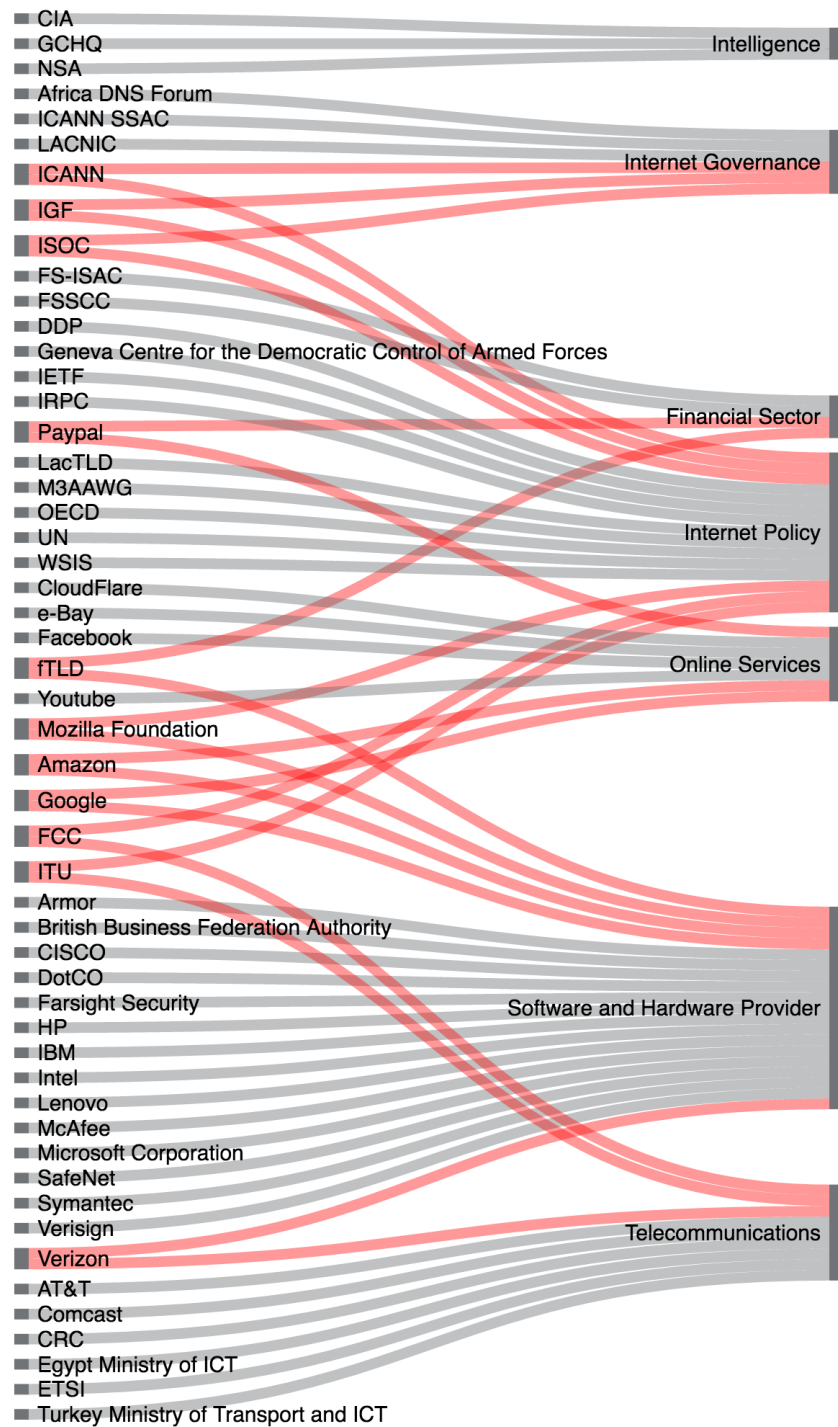 CIA
GCHQ
NSA
Africa DNS Forum
ICANN SSAC
LACNIC
ICANN
IGF
ISOC
FS-ISAC
FSSCC
DDP
Geneva Centre for the Democratic Control of Armed Forces
IETF
IRPC
Paypal
LacTLD
M3AAWG
OECD
UN
WSIS
CloudFlare
e-Bay
Facebook
fTLD
Youtube
Mozilla Foundation
Amazon
Google
FCC
ITU
Armor
British Business Federation Authority
CISCO
DotCO
Farsight Security
HP
IBM
Intel
Lenovo
McAfee
Microsoft Corporation
SafeNet
Symantec
Verisign
Verizon
AT&T
Comcast
CRC
Egypt Ministry of ICT
ETSI
Turkey Ministry of Transport and ICT
Intelligence
Internet Governance
Financial Sector
Internet Policy
Online Services
Software and Hardware Provider
Telecommunications